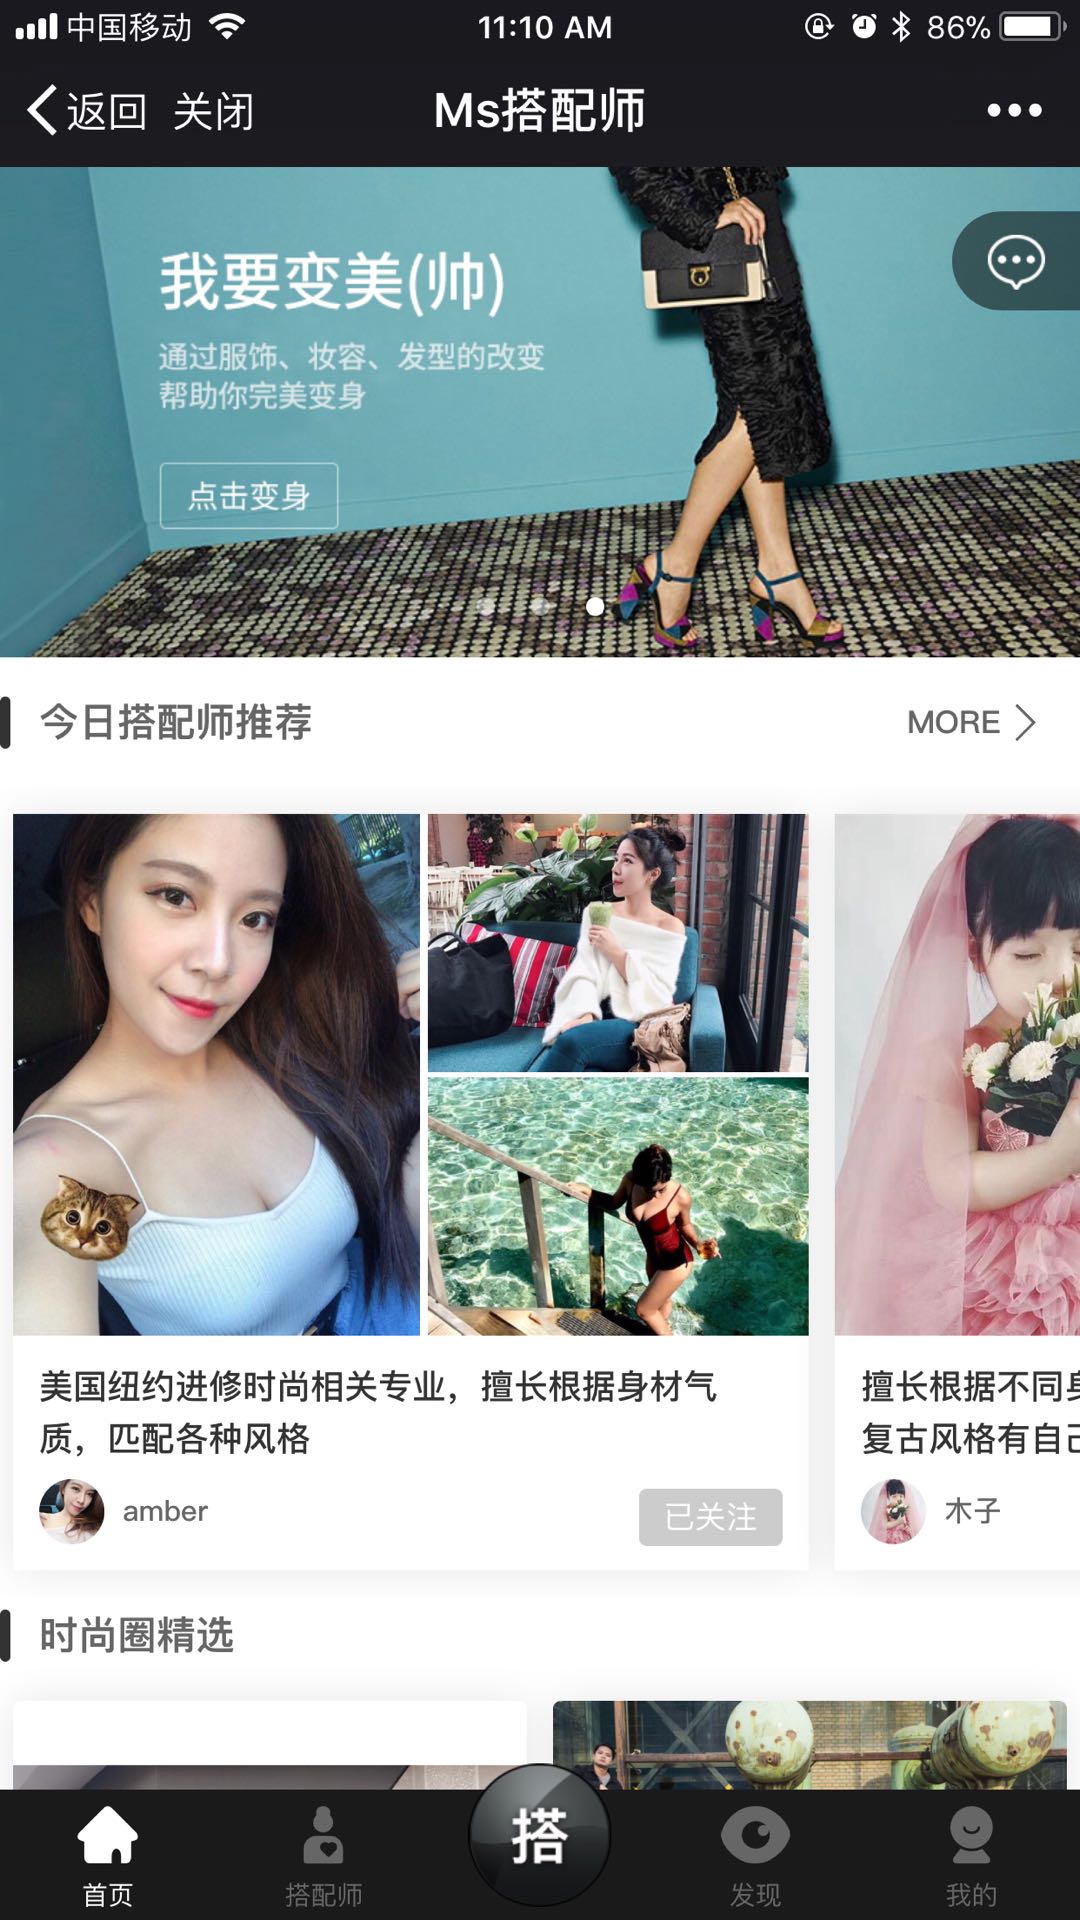 中国移动
11:10 AM
86%
返回 关闭
Ms搭配师
我要变美(帅)
通过服饰、妆容、发型的改变
帮助你完美变身
点击变身
今日搭配师推荐
MORE
美国纽约进修时尚相关专业，擅长根据身材气
质，匹配各种风格
amber
已关注
擅长根据不同身
复古风格有自己
木子
时尚圈精选
首页
搭配师
搭
发现
我的